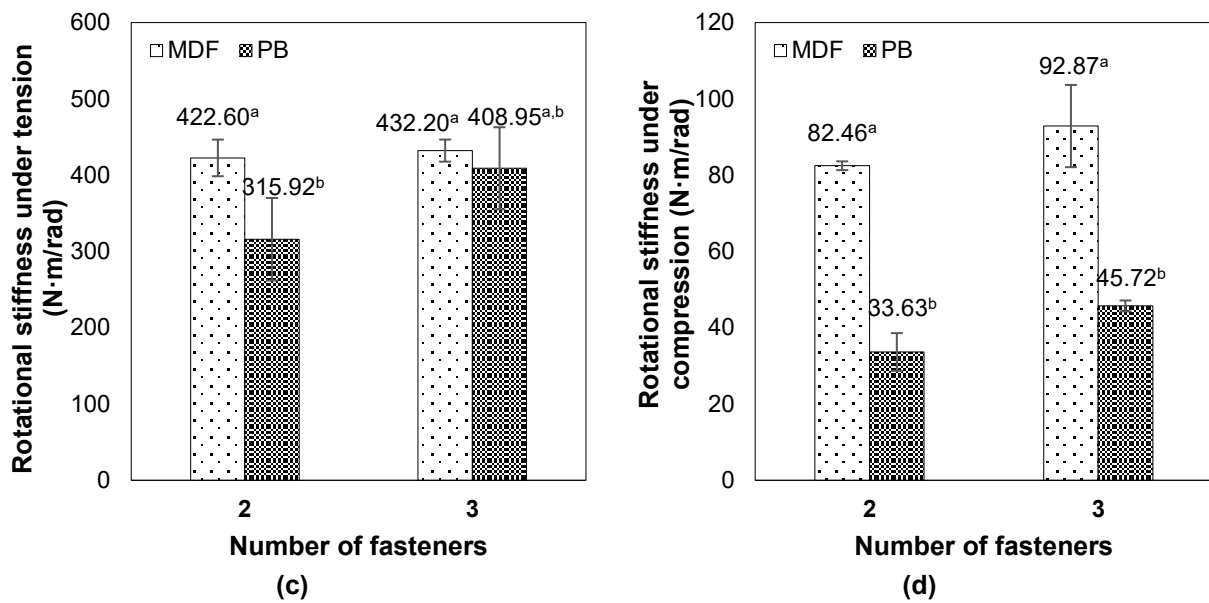 Rotational stiffness under tension
(N·m/rad)
600
500
400
300
200
100
0
MDF PB
422.60ᵃ
315.92ᵇ
432.20ᵃ
408.95ᵃ,ᵇ
2 3
Number of fasteners
(c)
Rotational stiffness under
compression (N·m/rad)
120
100
80
60
40
20
0
MDF PB
82.46ᵃ
33.63ᵇ
92.87ᵃ
45.72ᵇ
2 3
Number of fasteners
(d)